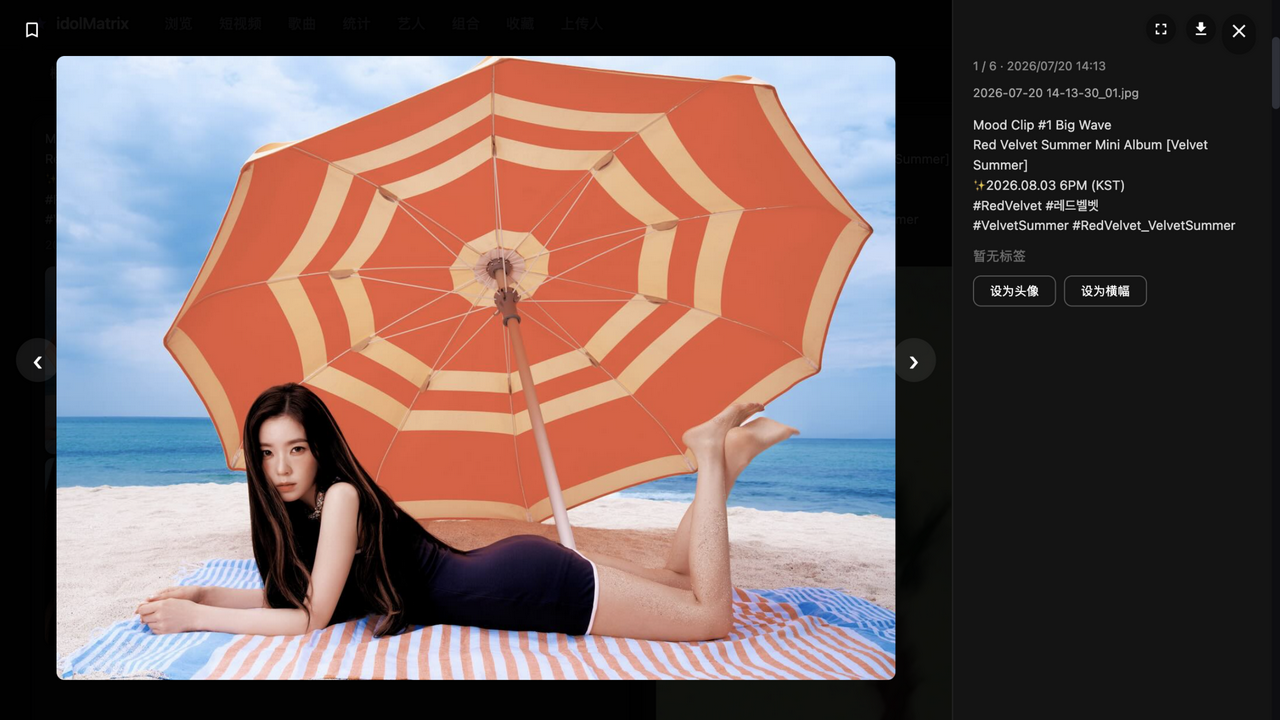 idolMatrix 浏览 短视频 歌曲 统计 艺人 组合 收藏 上传人
1 / 6 · 2026/07/20 14:13
2026-07-20 14-13-30_01.jpg
Mood Clip #1 Big Wave
Red Velvet Summer Mini Album [Velvet
Summer]
✨2026.08.03 6PM (KST)
#RedVelvet #레드벨벳
#VelvetSummer #RedVelvet_VelvetSummer
暂无标签
设为头像 设为横幅